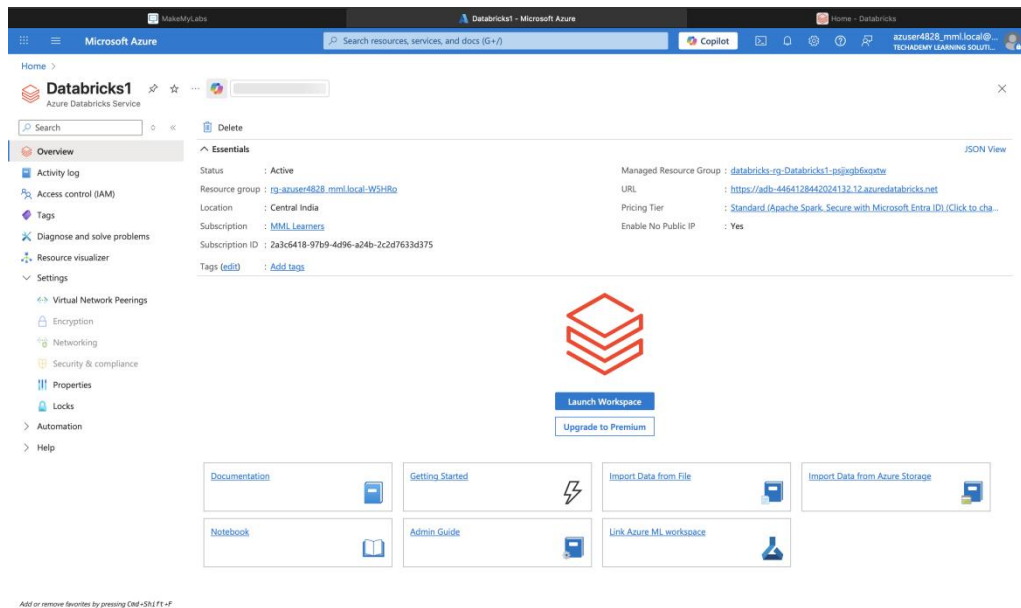 MakeMyLabs
Databricks1 - Microsoft Azure
Home - Databricks
Microsoft Azure
Search resources, services, and docs (G+/)
Copilot
azuser4828_mml.local@...
TECHADEMY LEARNING SOLUTI...
Home >
Databricks1
Azure Databricks Service
Search
Overview
Activity log
Access control (IAM)
Tags
Diagnose and solve problems
Resource visualizer
Settings
Virtual Network Peerings
Encryption
Networking
Security & compliance
Properties
Locks
Automation
Help
Delete
Essentials
JSON View
Status : Active
Resource group : rg-azuser4828_mml.local-W5HRo
Location : Central India
Subscription : MML Learners
Subscription ID : 2a3c6418-97b9-4d96-a24b-2c2d7633d375
Tags (edit) : Add tags
Managed Resource Group : databricks-rg-Databricks1-psjjxgb6xqxtw
URL : https://adb-4464128442024132.12.azuredatabricks.net
Pricing Tier : Standard (Apache Spark, Secure with Microsoft Entra ID) (Click to cha...
Enable No Public IP : Yes
Launch Workspace
Upgrade to Premium
Documentation
Getting Started
Import Data from File
Import Data from Azure Storage
Notebook
Admin Guide
Link Azure ML workspace
Add or remove favorites by pressing Cmd+Shift+F